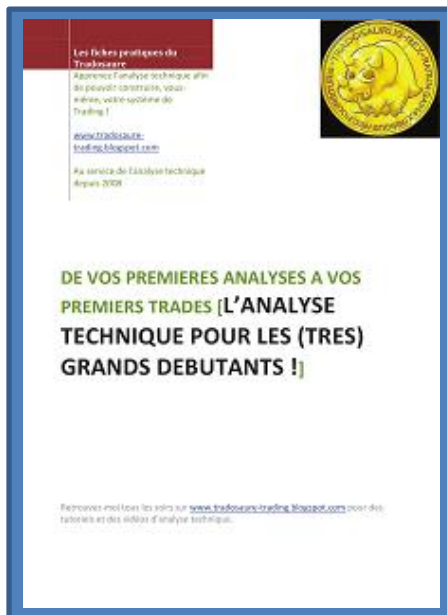 Les fiches pratiques du
Tradosaure
Apprenez l'analyse technique afin
de pouvoir construire, vous-
même, votre système de
Trading !
www.tradosaure-
trading.blogspot.com
Au service de l'analyse technique
depuis 2008
DE VOS PREMIERES ANALYSES A VOS
PREMIERS TRADES [L'ANALYSE
TECHNIQUE POUR LES (TRES)
GRANDS DEBUTANTS !]
Retrouvez-moi tous les soirs sur www.tradosaure-trading.blogspot.com pour des
tutoriels et des vidéos d'analyse technique.